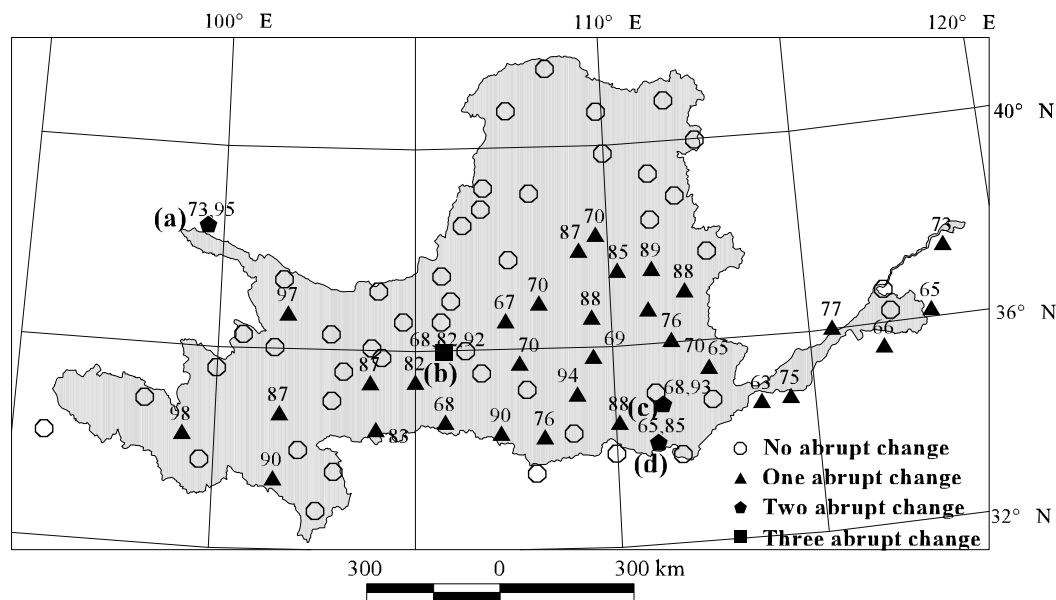 100° E 110° E 120° E
40° N
(a) 73,95
70
73
87
85 89
88
97
70
65
67
88
77
36° N
76
66
68,82,92
69
70
70 65
87
82
(b)
94
68,93
63 75
87
(c)
98
68
88
65,85
83
90
76
(d)
No abrupt change
90
One abrupt change
Two abrupt change
32° N
Three abrupt change
300 0 300 km